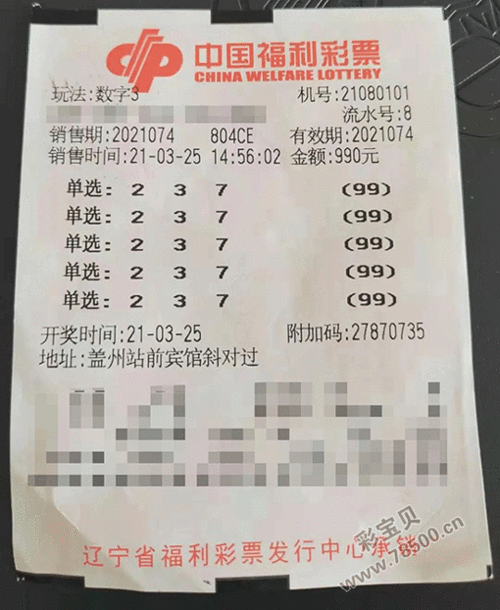 中国福利彩票
CHINA WELFARE LOTTERY
玩法:数字3 机号:21080101
流水号:8
销售期:2021074 804CE 有效期:2021074
销售时间:21-03-25 14:56:02 金额:990元
单选: 2 3 7 (99)
单选: 2 3 7 (99)
单选: 2 3 7 (99)
单选: 2 3 7 (99)
单选: 2 3 7 (99)
开奖时间:21-03-25 附加码:27870735
地址:盖州站前宾馆斜对过
辽宁省福利彩票发行中心承销
彩宝贝
www.78500.cn